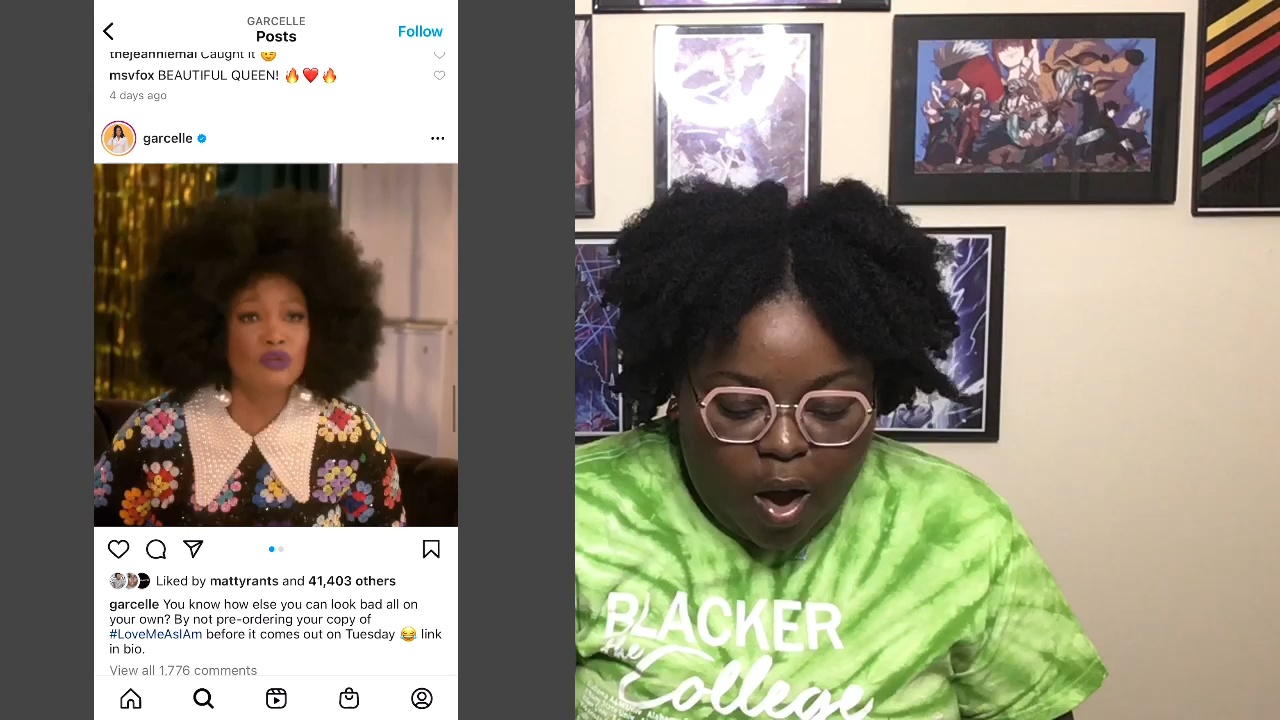 GARCELLE
Posts
Follow
Caught it
msvfox BEAUTIFUL QUEEN! 🔥❤️🔥
4 days ago
garcelle
Liked by mattyrants and 41,403 others
garcelle You know how else you can look bad all on
your own? By not pre-ordering your copy of
#LoveMeAsIAm before it comes out on Tuesday 😂 link
in bio.
View all 1,776 comments
BLACKER
the
College